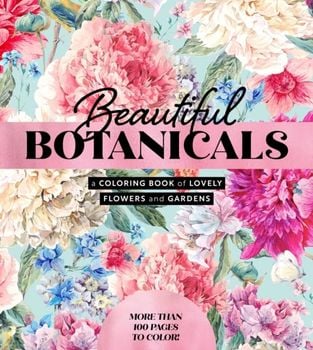 Beautiful
BOTANICALS
a COLORING BOOK of LOVELY
FLOWERS and GARDENS
MORE THAN
100 PAGES
TO COLOR!